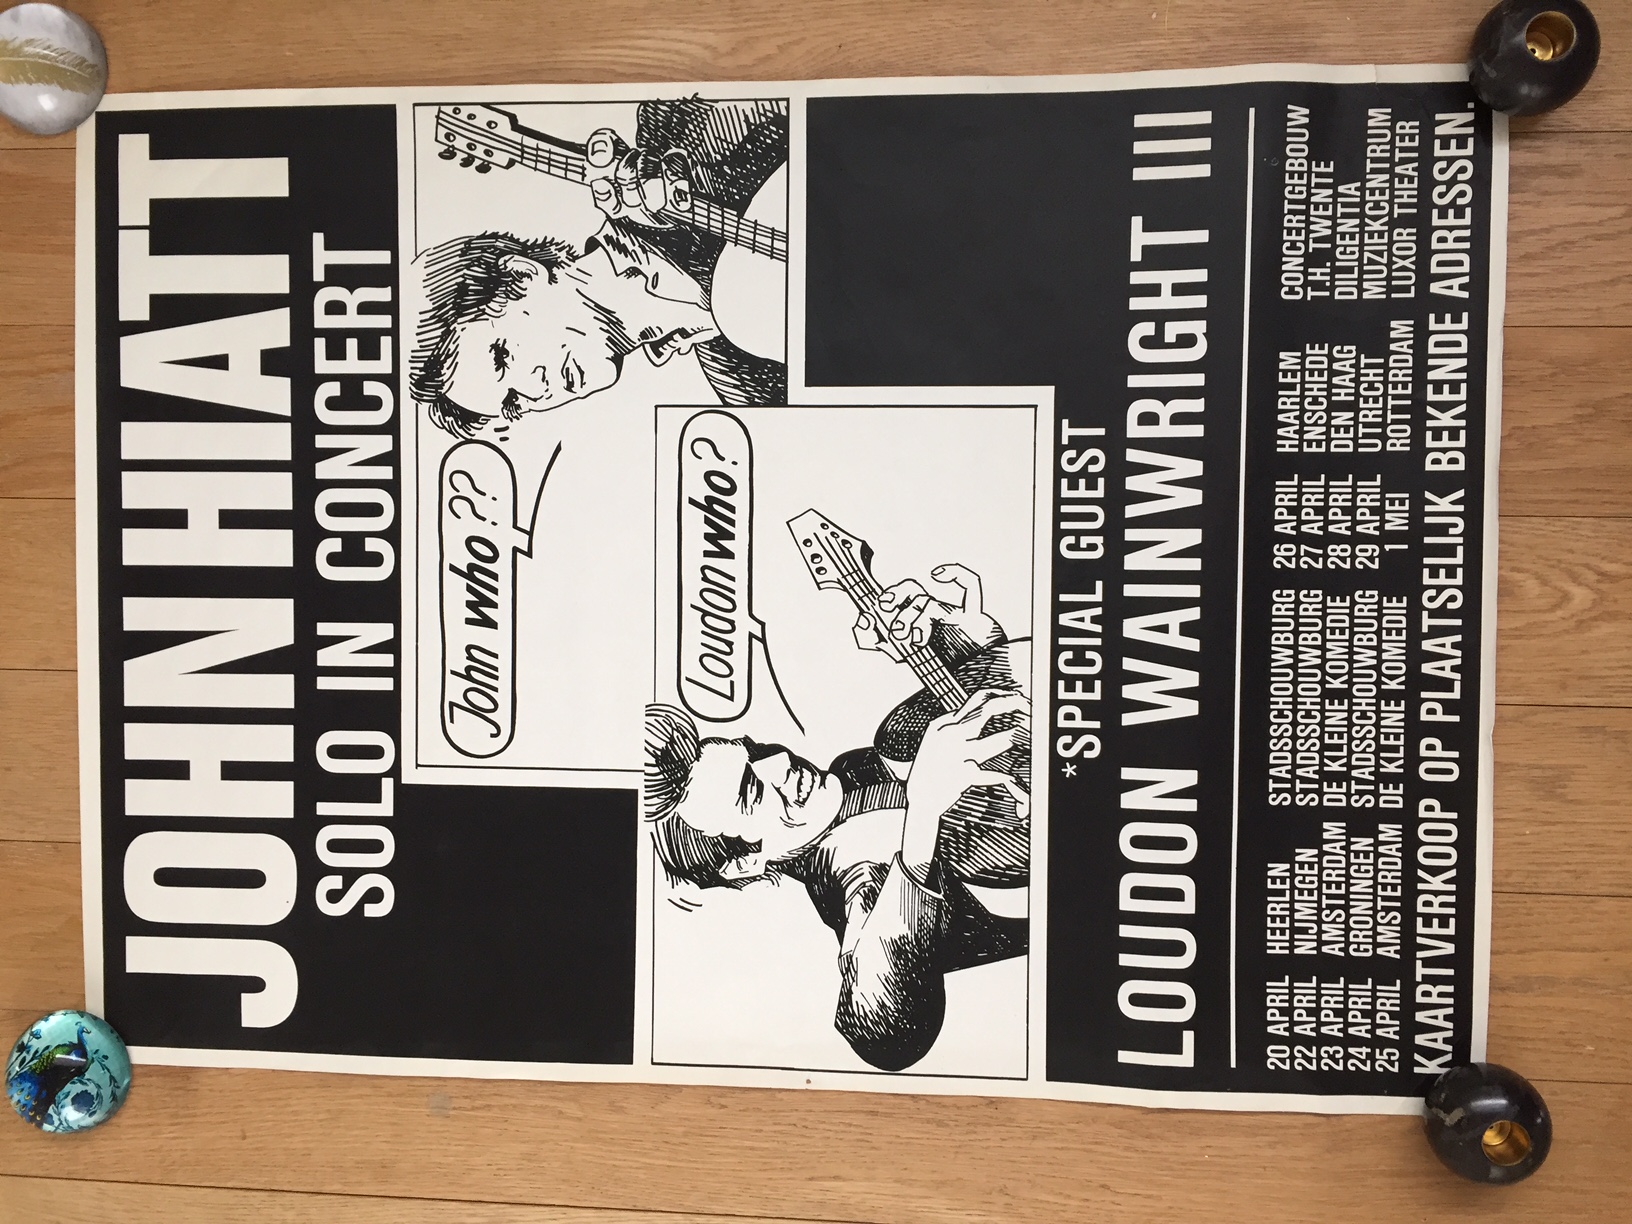 JOHN HIATT
SOLO IN CONCERT
John who??
Loudon who?
*SPECIAL GUEST
LOUDON WAINWRIGHT III
20 APRIL HEERLEN STADSSCHOUWBURG 26 APRIL HAARLEM CONCERTGEBOUW
22 APRIL NIJMEGEN STADSSCHOUWBURG 27 APRIL ENSCHEDE T.H. TWENTE
23 APRIL AMSTERDAM DE KLEINE KOMEDIE 28 APRIL DEN HAAG DILIGENTIA
24 APRIL GRONINGEN STADSSCHOUWBURG 29 APRIL UTRECHT MUZIEKCENTRUM
25 APRIL AMSTERDAM DE KLEINE KOMEDIE 1 MEI ROTTERDAM LUXOR THEATER
KAARTVERKOOP OP PLAATSELIJK BEKENDE ADRESSEN.